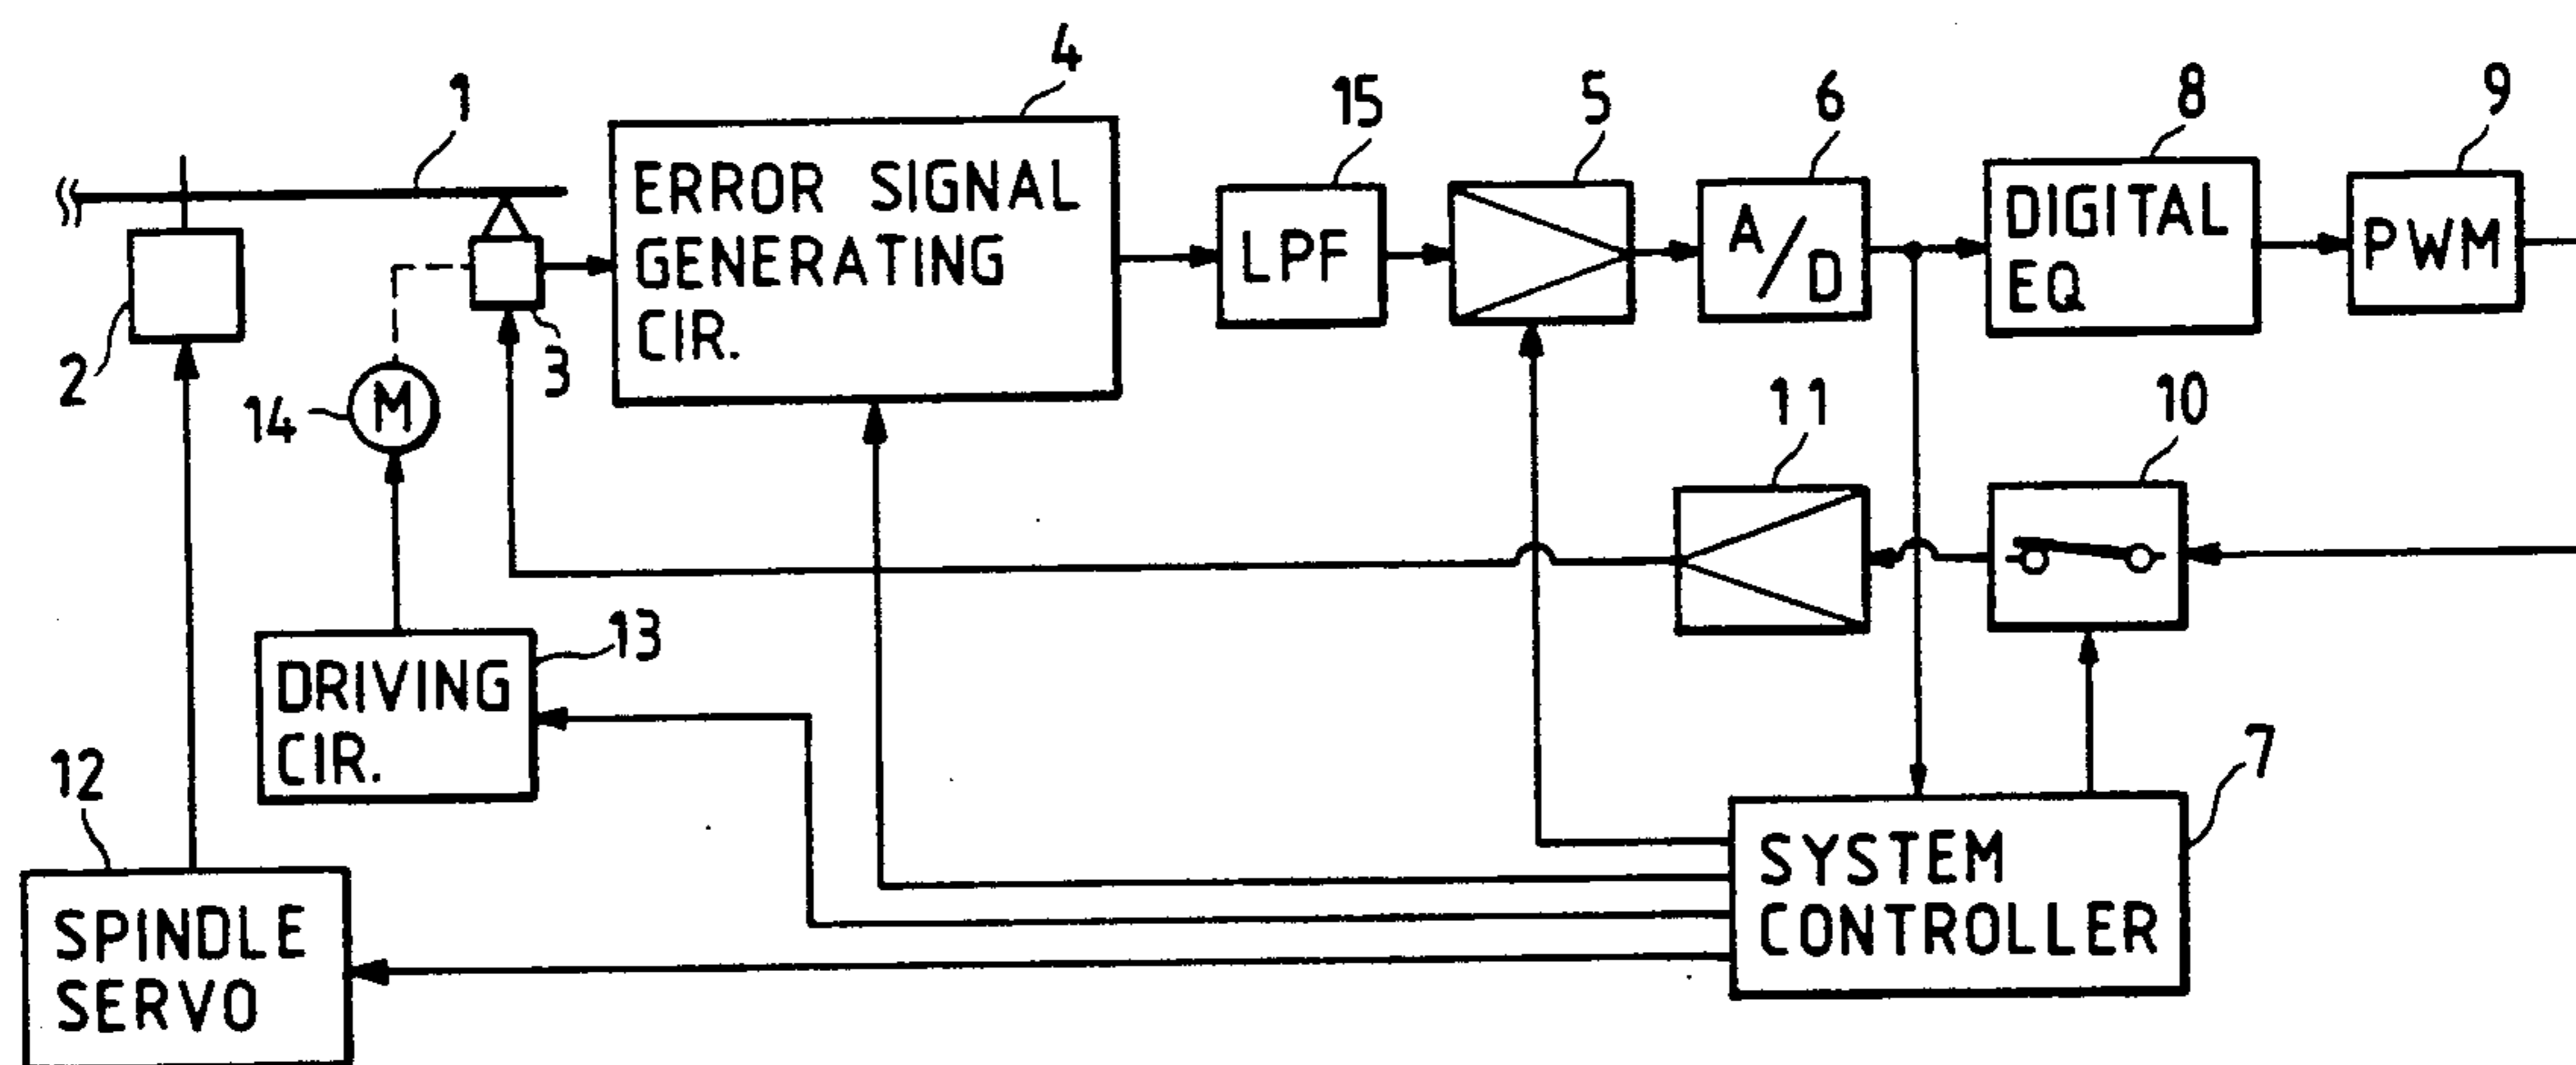 4
1
15
5
6
8
9
ERROR SIGNAL
GENERATING
CIR.
LPF
A/D
DIGITAL
EQ
PWM
2
3
14
M
11
10
13
DRIVING
CIR.
12
7
SPINDLE
SERVO
SYSTEM
CONTROLLER